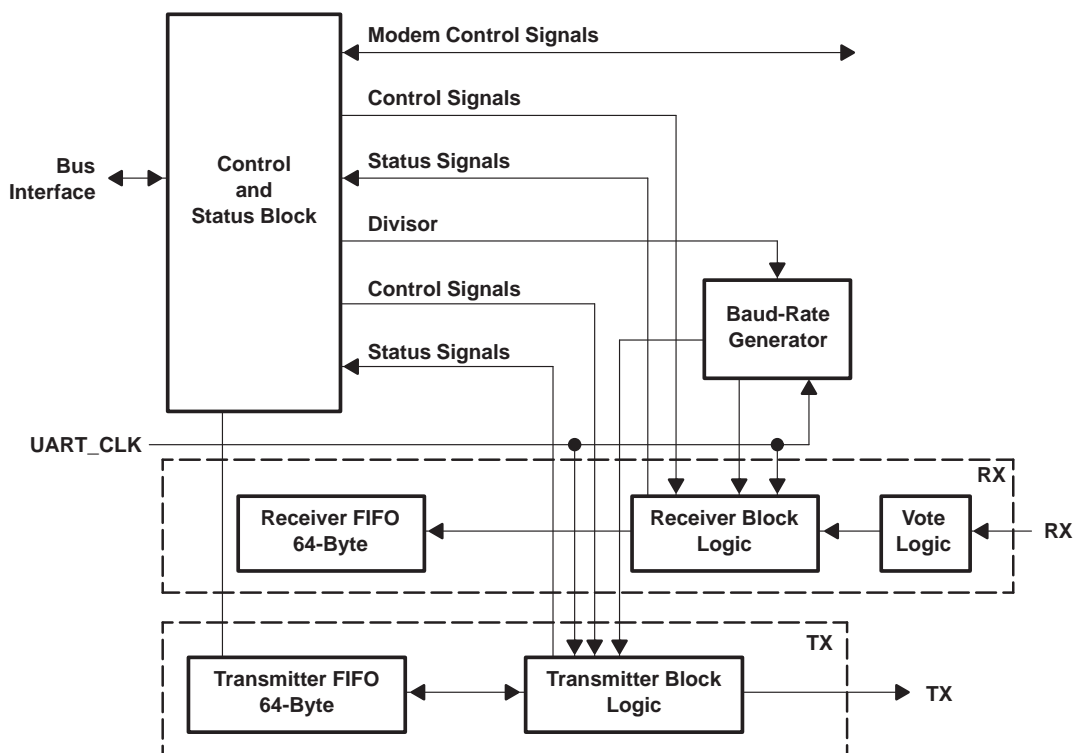 Modem Control Signals
Control Signals
Status Signals
Bus
Interface
Control
and
Status Block
Divisor
Control Signals
Baud-Rate
Generator
Status Signals
UART_CLK
RX
Receiver FIFO
64-Byte
Receiver Block
Logic
Vote
Logic
RX
TX
Transmitter FIFO
64-Byte
Transmitter Block
Logic
TX